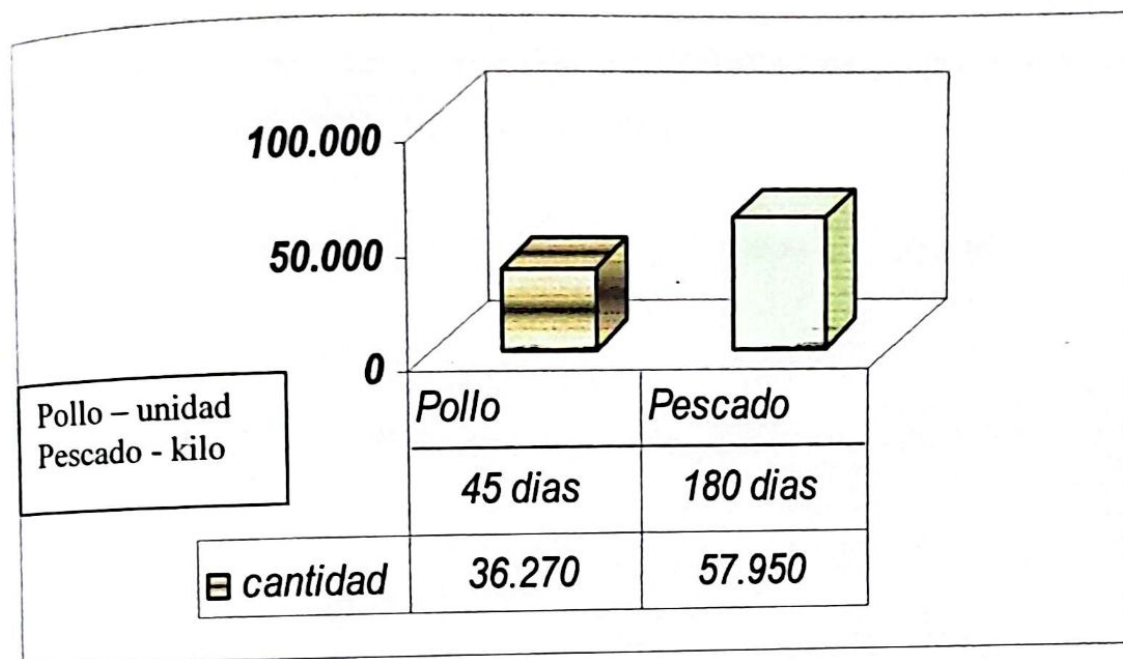 100.000
50.000
0
Pollo – unidad
Pescado - kilo
Pollo Pescado
45 dias 180 dias
cantidad 36.270 57.950